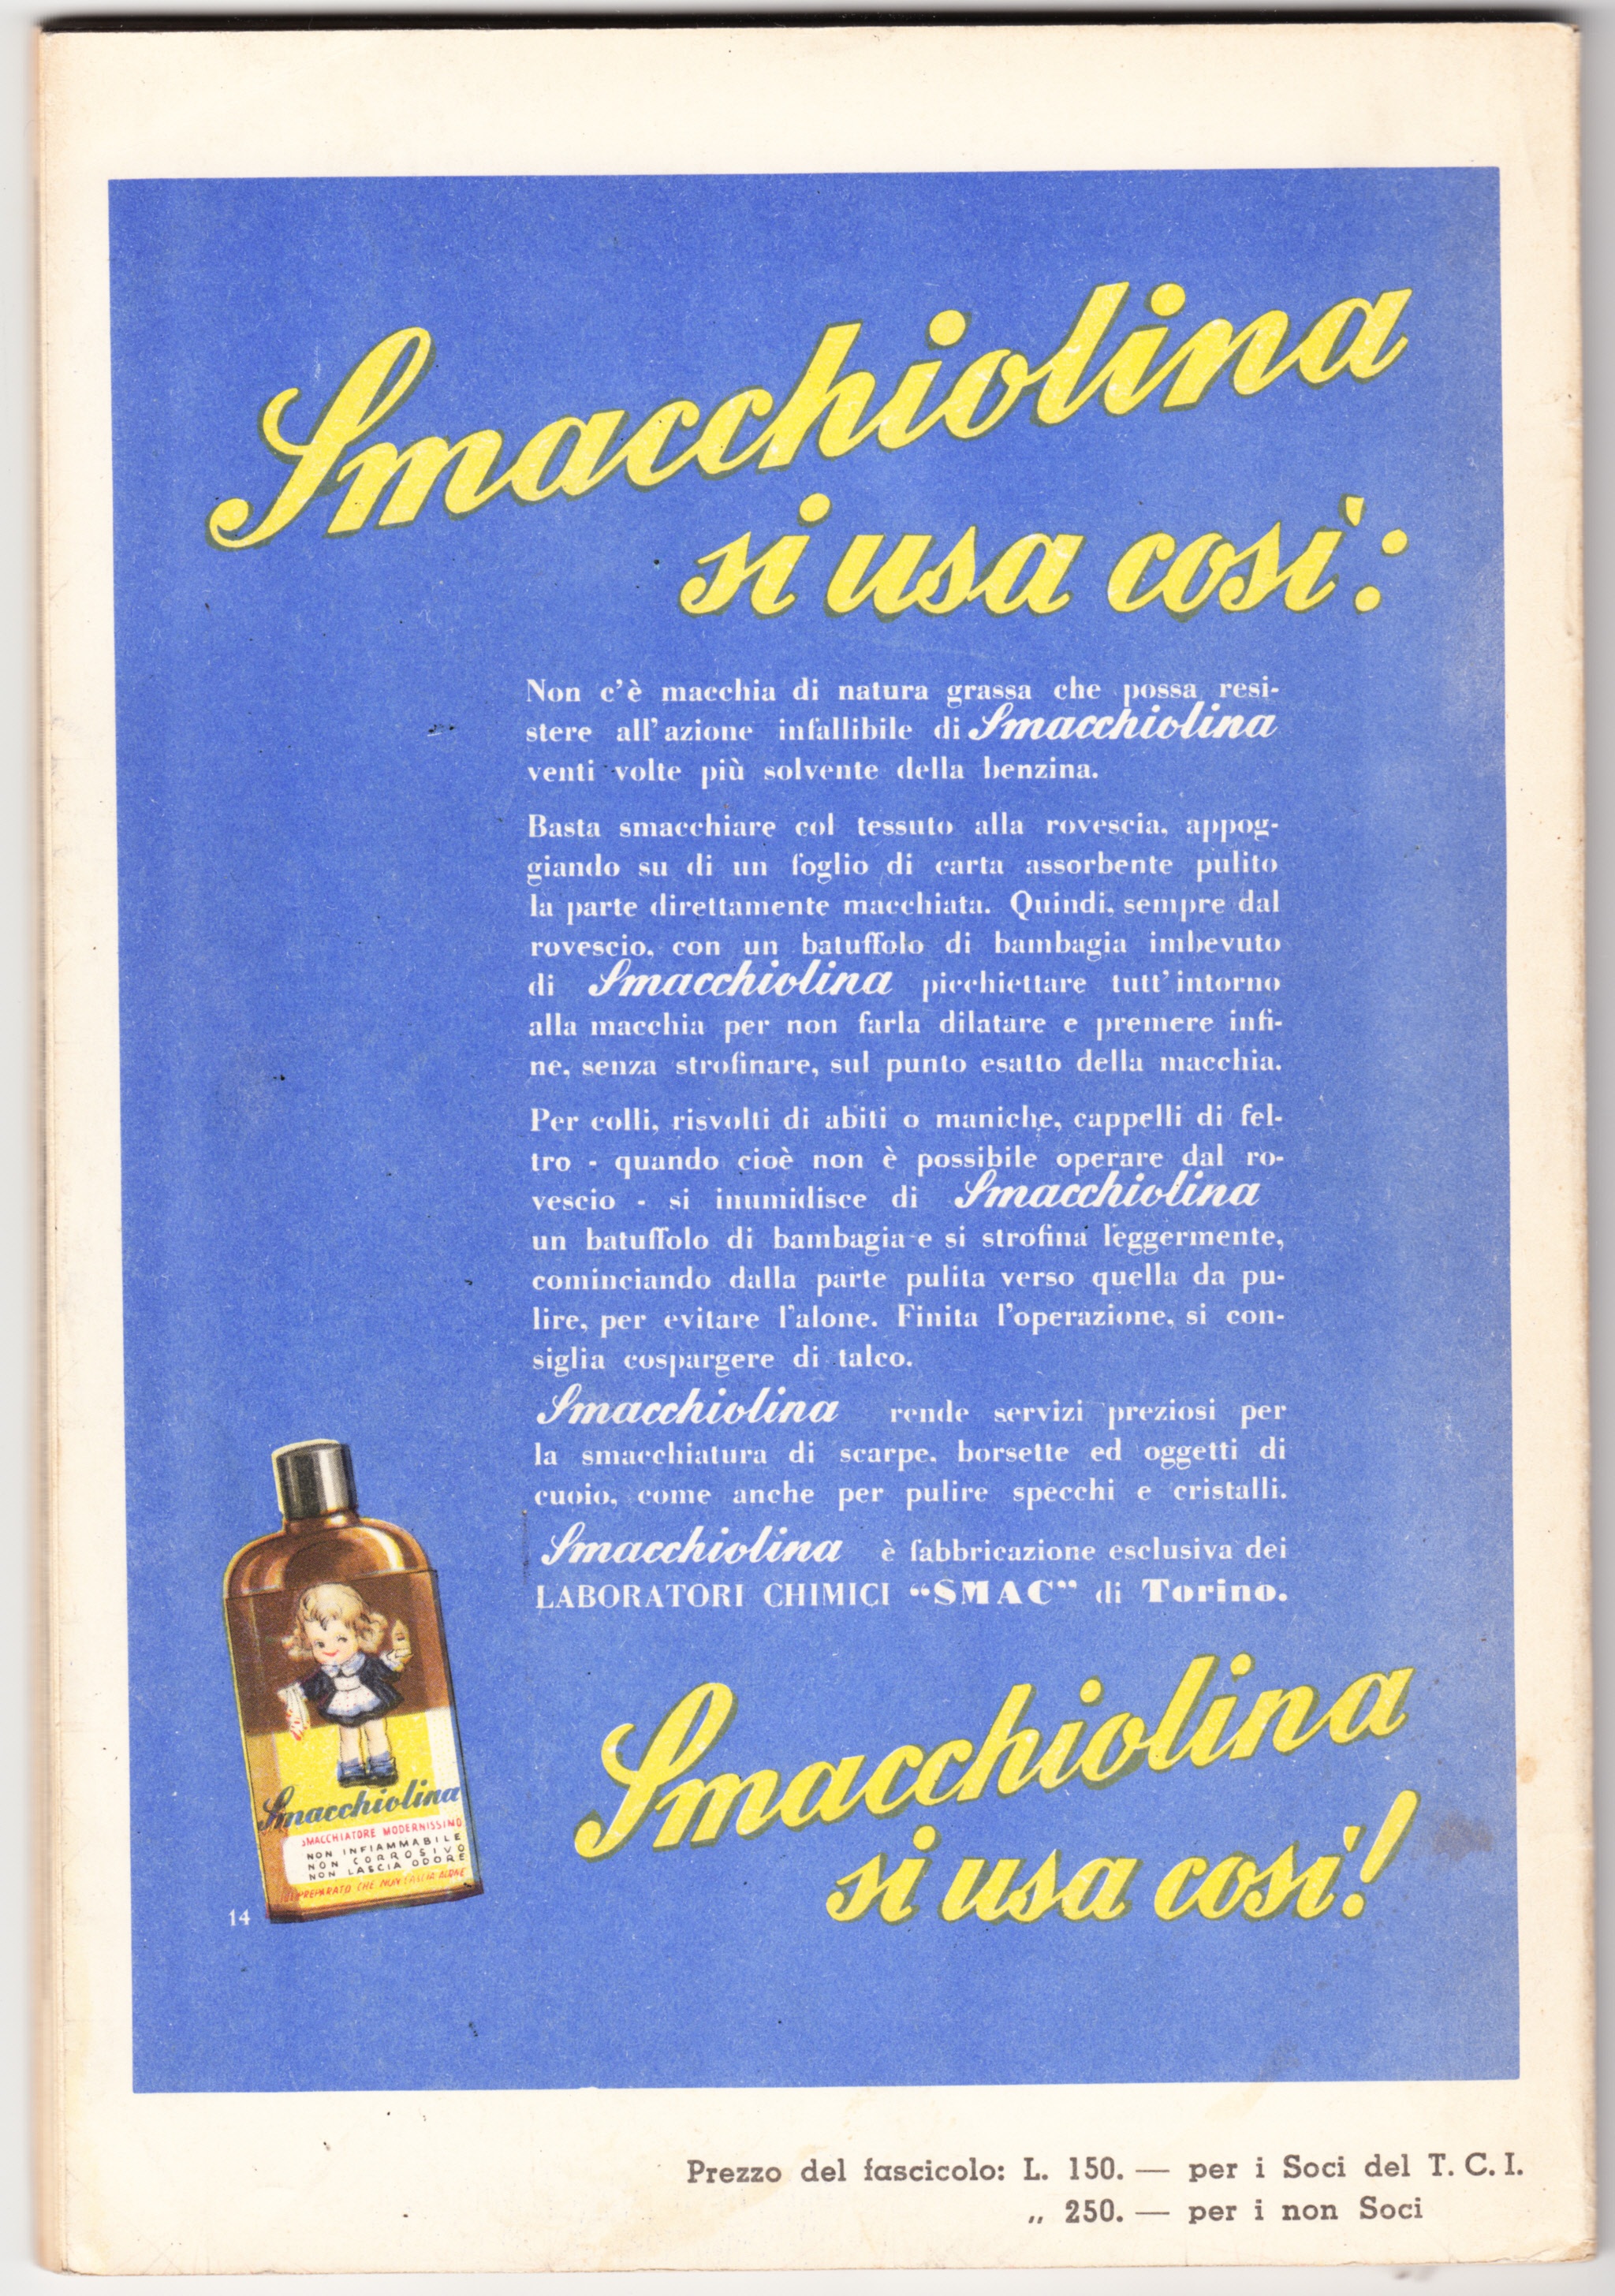 Smacchiolina
si usa così:
Non c'è macchia di natura grassa che possa resi-
stere all'azione infallibile di Smacchiolina
venti volte più solvente della benzina.
Basta smacchiare col tessuto alla rovescia, appog-
giando su di un foglio di carta assorbente pulito
la parte direttamente macchiata. Quindi, sempre dal
rovescio, con un batuffolo di bambagia imbevuto
di Smacchiolina picchiettare tutt'intorno
alla macchia per non farla dilatare e premere infi-
ne, senza strofinare, sul punto esatto della macchia.
Per colli, risvolti di abiti o maniche, cappelli di fel-
tro - quando cioè non è possibile operare dal ro-
vescio - si inumidisce di Smacchiolina
un batuffolo di bambagia e si strofina leggermente,
cominciando dalla parte pulita verso quella da pu-
lire, per evitare l'alone. Finita l'operazione, si con-
siglia cospargere di talco.
Smacchiolina rende servizi preziosi per
la smacchiatura di scarpe, borsette ed oggetti di
cuoio, come anche per pulire specchi e cristalli.
Smacchiolina è fabbricazione esclusiva dei
LABORATORI CHIMICI "SMAC" di Torino.
Smacchiolina
SMACCHIATORE MODERNISSIMO
NON INFIAMMABILE
NON CORROSIVO
NON LASCIA ODORE
PREPARATO CHE NON LASCIA ALONE
14
Smacchiolina
si usa così!
Prezzo del fascicolo: L. 150. — per i Soci del T. C. I.
„ 250. — per i non Soci